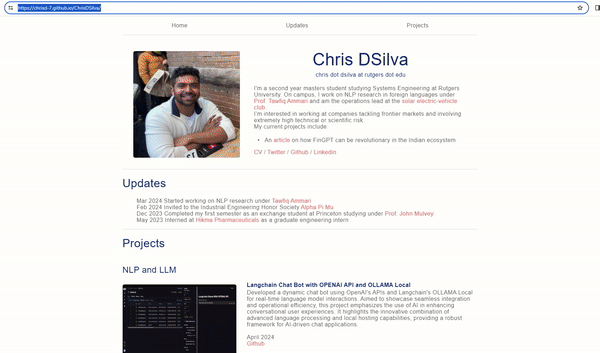 https://chrisd-7.github.io/ChrisDSilva/
Home Updates Projects
Chris DSilva
chris dot dsilva at rutgers dot edu
I'm a second year masters student studying Systems Engineering at Rutgers
University. On campus, I work on NLP research in foreign languages under
Prof. Tawfiq Ammari and am the operations lead at the solar electric vehicle
club.
I'm interested in working at companies tackling frontier markets and involving
extremely high technical or scientific risk.
My current projects include:
• An article on how FinGPT can be revolutionary in the Indian ecosystem
CV / Twitter / Github / Linkedin
Updates
Mar 2024 Started working on NLP research under Tawfiq Ammari
Feb 2024 Invited to the Industrial Engineering Honor Society Alpha Pi Mu
Dec 2023 Completed my first semester as an exchange student at Princeton studying under Prof. John Mulvey
May 2023 Interned at Hikma Pharmaceuticals as a graduate engineering intern
Projects
NLP and LLM
Langchain Chat Bot with OPENAI API and OLLAMA Local
Developed a dynamic chat bot using OpenAI's APIs and Langchain's OLLAMA Local
for real-time language model interactions. Aimed to showcase seamless integration
and operational efficiency, this project emphasizes the use of AI in enhancing
conversational user experiences. It highlights the innovative combination of
advanced language processing and local hosting capabilities, providing a robust
framework for AI-driven chat applications
April 2024
Github